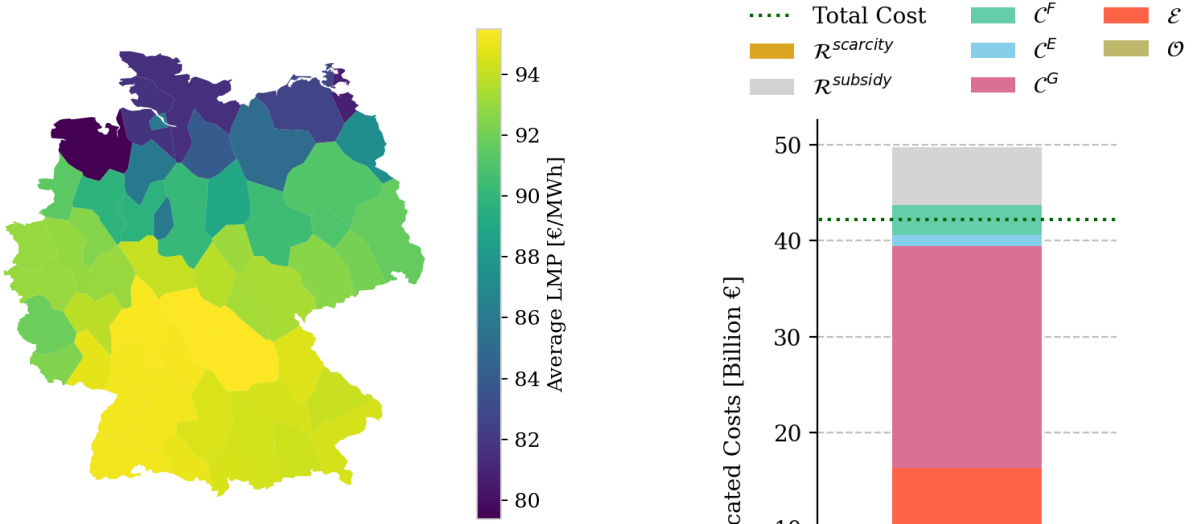 94
92
90
88
86
84
82
80
Average LMP [€/MWh]
Total Cost
𝓡^scarcity
𝓡^subsidy
𝓒^F
𝓒^E
𝓒^G
𝓔
𝓞
50
40
30
20
10
cated Costs [Billion €]